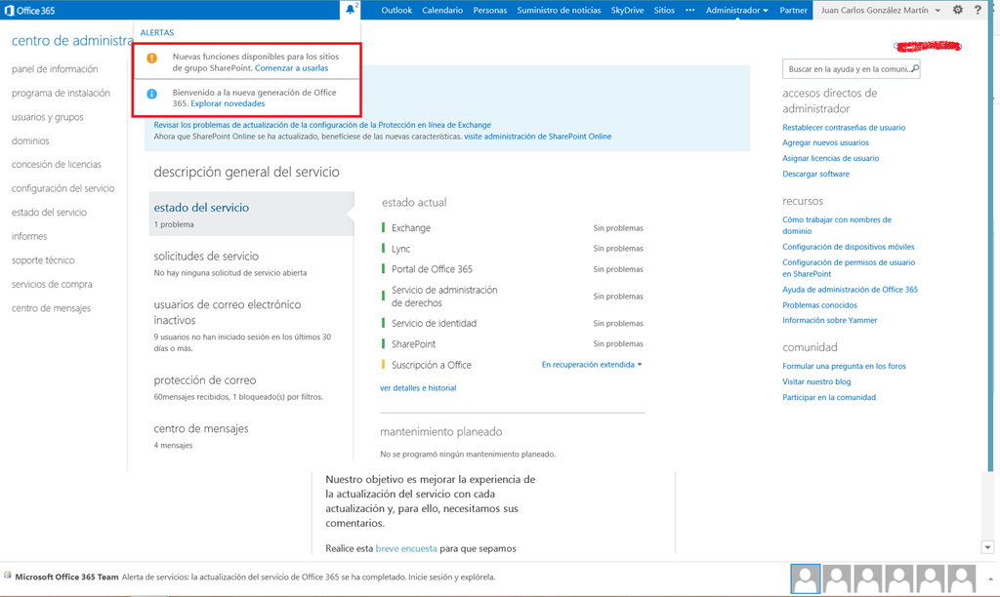 Office 365
2
Outlook Calendario Personas Suministro de noticias SkyDrive Sitios ••• Administrador Partner Juan Carlos González Martín ?
centro de administra
ALERTAS
Nuevas funciones disponibles para los sitios
de grupo SharePoint. Comenzar a usarlas
Bienvenido a la nueva generación de Office
365. Explorar novedades
Revisar los problemas de actualización de la configuración de la Protección en línea de Exchange
Ahora que SharePoint Online se ha actualizado, benefíciese de las nuevas características. visite administración de SharePoint Online
panel de información
programa de instalación
usuarios y grupos
dominios
concesión de licencias
configuración del servicio
estado del servicio
informes
soporte técnico
servicios de compra
centro de mensajes
descripción general del servicio
estado del servicio
1 problema
solicitudes de servicio
No hay ninguna solicitud de servicio abierta
usuarios de correo electrónico
inactivos
9 usuarios no han iniciado sesión en los últimos 30
días o más.
protección de correo
60mensajes recibidos, 1 bloqueado(s) por filtros.
centro de mensajes
4 mensajes
estado actual
Exchange Sin problemas
Lync Sin problemas
Portal de Office 365 Sin problemas
Servicio de administración
de derechos Sin problemas
Servicio de identidad Sin problemas
SharePoint Sin problemas
Suscripción a Office En recuperación extendida
ver detalles e historial
mantenimiento planeado
No se programó ningún mantenimiento planeado.
Buscar en la ayuda y en la comuni...
accesos directos de
administrador
Restablecer contraseñas de usuario
Agregar nuevos usuarios
Asignar licencias de usuario
Descargar software
recursos
Cómo trabajar con nombres de
dominio
Configuración de dispositivos móviles
Configuración de permisos de usuario
en SharePoint
Ayuda de administración de Office 365
Problemas conocidos
Información sobre Yammer
comunidad
Formular una pregunta en los foros
Visitar nuestro blog
Participar en la comunidad
Nuestro objetivo es mejorar la experiencia de
la actualización del servicio con cada
actualización y, para ello, necesitamos sus
comentarios.
Realice esta breve encuesta para que sepamos
Microsoft Office 365 Team Alerta de servicios: la actualización del servicio de Office 365 se ha completado. Inicie sesión y explórela.